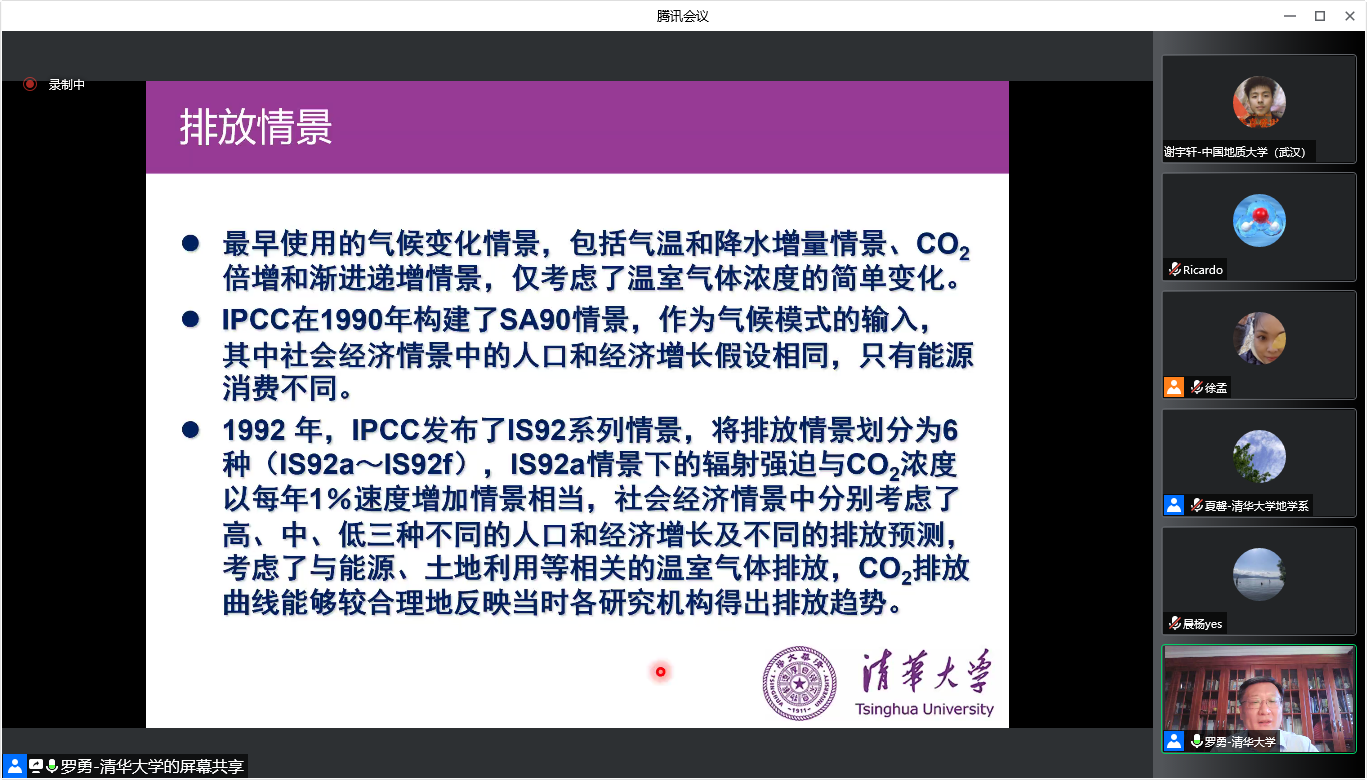 腾讯会议
录制中
排放情景
最早使用的气候变化情景，包括气温和降水增量情景、CO₂
倍增和渐进递增情景，仅考虑了温室气体浓度的简单变化。
IPCC在1990年构建了SA90情景，作为气候模式的输入，
其中社会经济情景中的人口和经济增长假设相同，只有能源
消费不同。
1992 年，IPCC发布了IS92系列情景，将排放情景划分为6
种（IS92a～IS92f），IS92a情景下的辐射强迫与CO₂浓度
以每年1%速度增加情景相当，社会经济情景中分别考虑了
高、中、低三种不同的人口和经济增长及不同的排放预测，
考虑了与能源、土地利用等相关的温室气体排放，CO₂排放
曲线能够较合理地反映当时各研究机构得出排放趋势。
清華大学
Tsinghua University
TSINGHUA UNIVERSITY
-1911-
罗勇-清华大学的屏幕共享
谢宇轩-中国地质大学（武汉）
Ricardo
徐孟
夏馨-清华大学地学系
晨杨yes
罗勇-清华大学